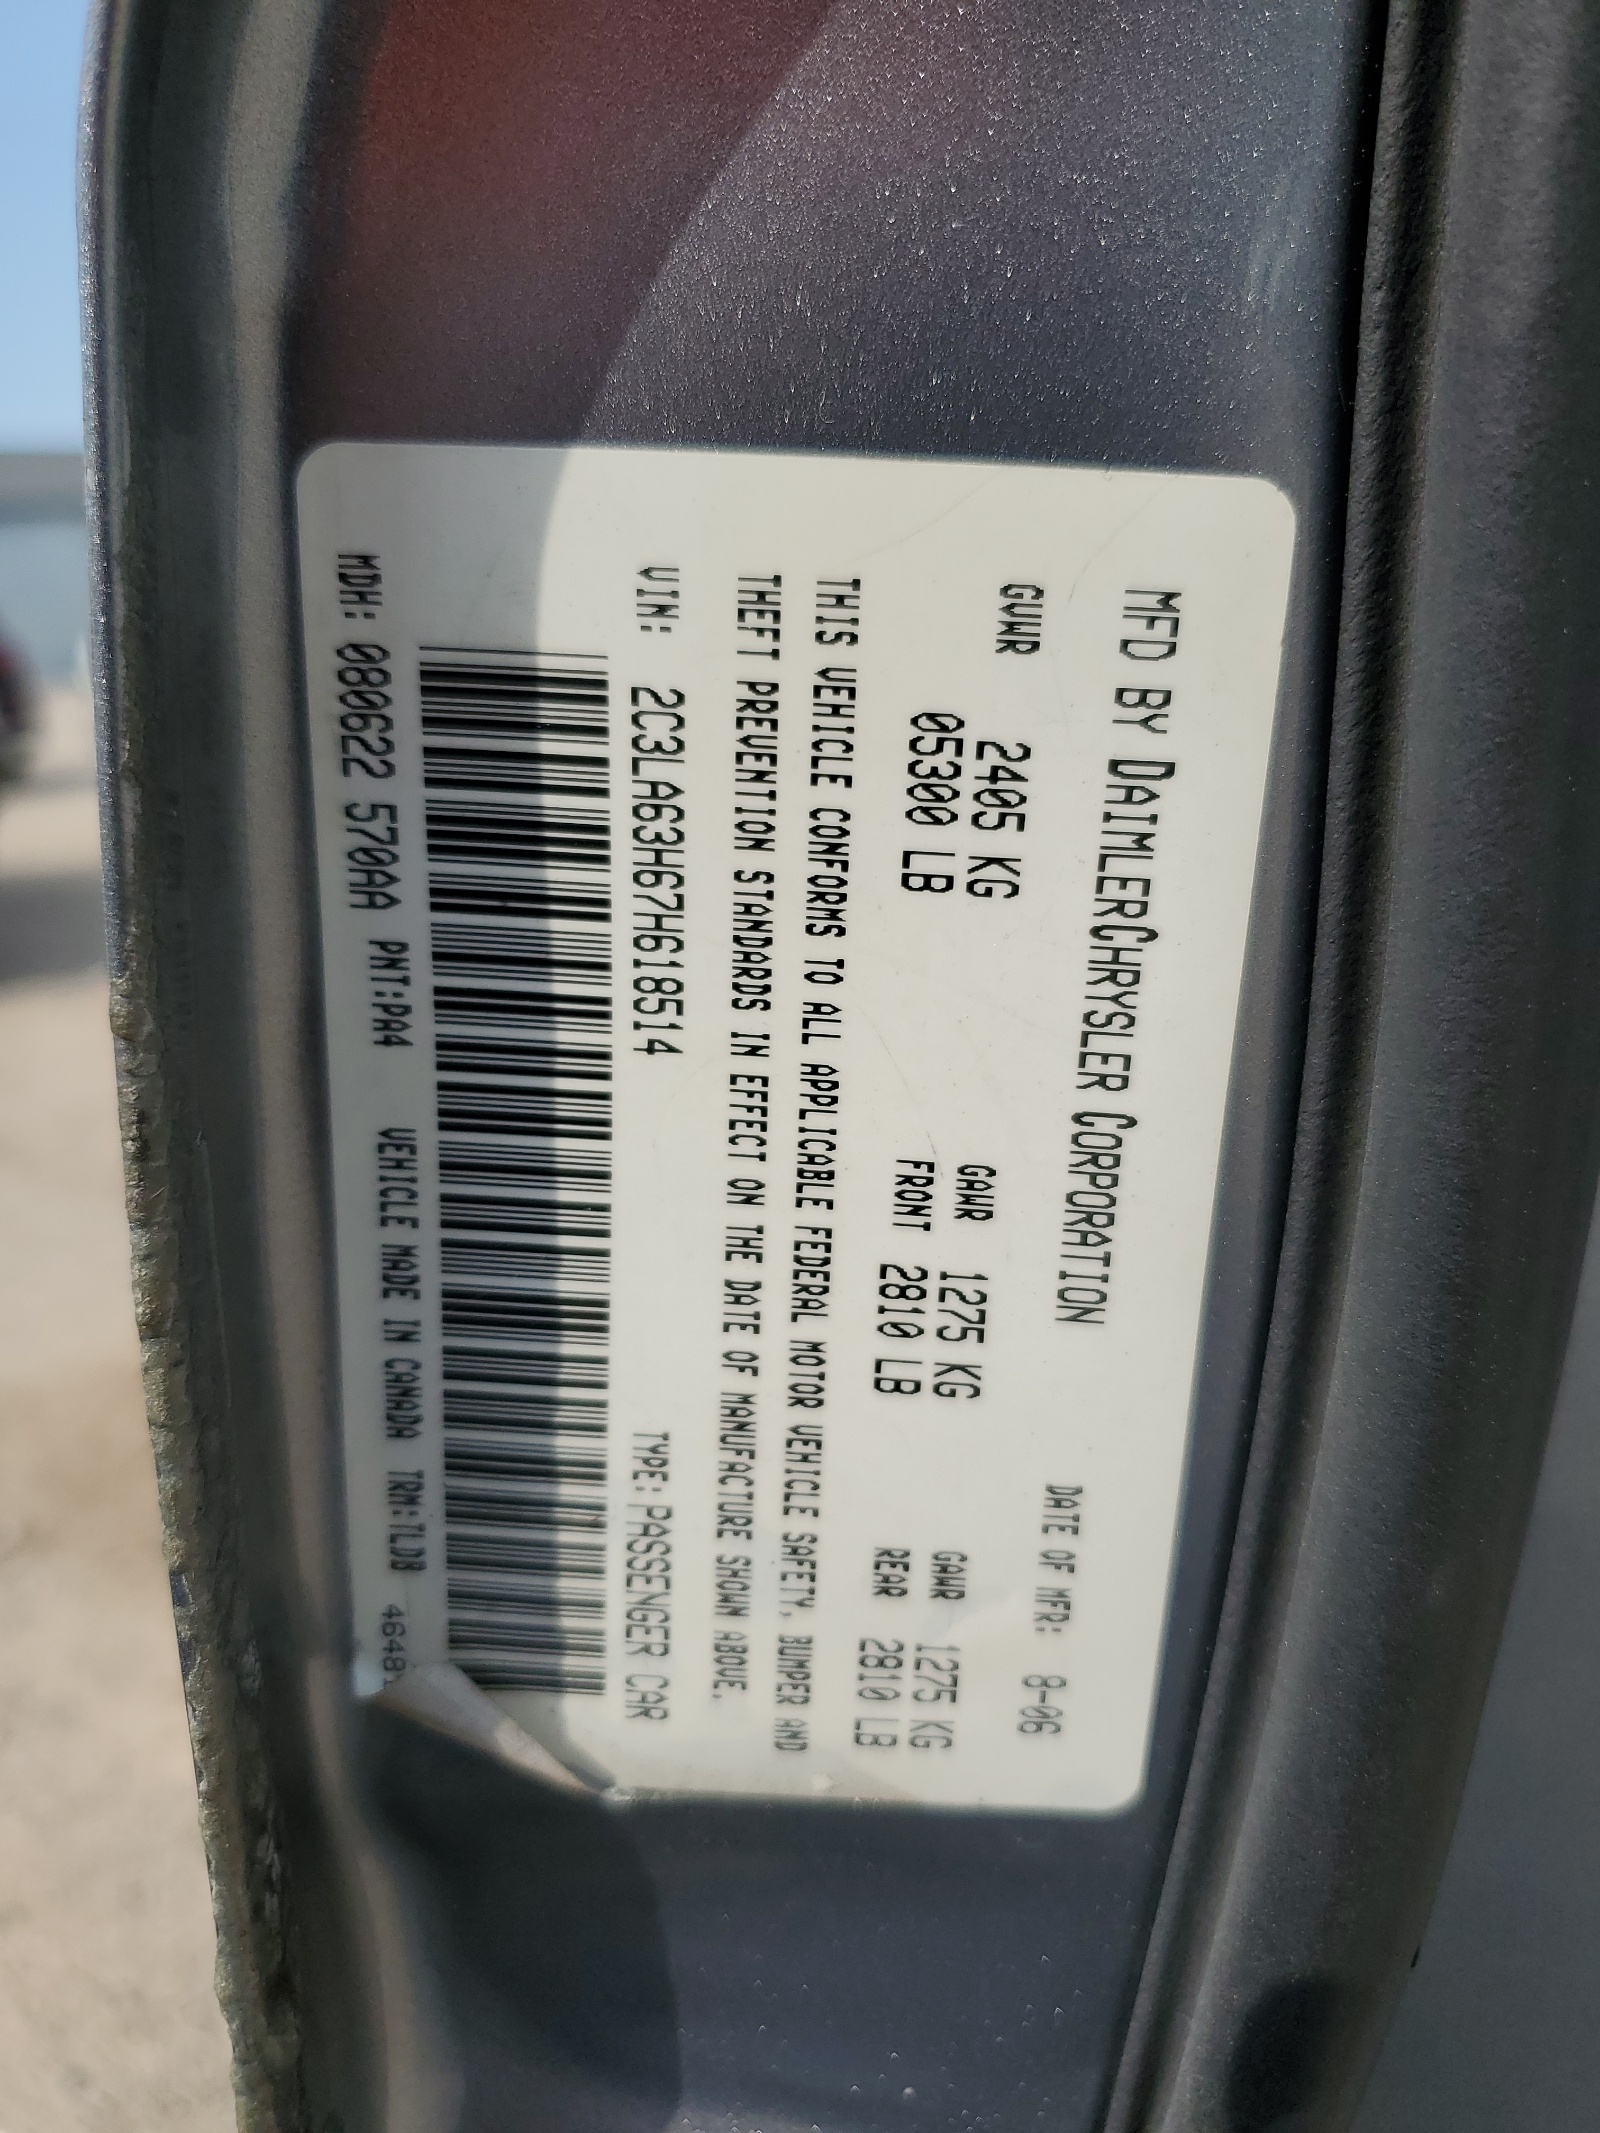 MFD BY DAIMLERCHRYSLER CORPORATION
DATE OF MFR: 8-06
GVWR 2405 KG
05300 LB
GAWR 1275 KG
FRONT 2810 LB
GAWR 1275 KG
REAR 2810 LB
THIS VEHICLE CONFORMS TO ALL APPLICABLE FEDERAL MOTOR VEHICLE SAFETY, BUMPER AND
THEFT PREVENTION STANDARDS IN EFFECT ON THE DATE OF MANUFACTURE SHOWN ABOVE.
VIN: 2C3LA63H67H618514 TYPE: PASSENGER CAR
MDH: 080622 570AA PNT:PA4 VEHICLE MADE IN CANADA TRM:TLDB